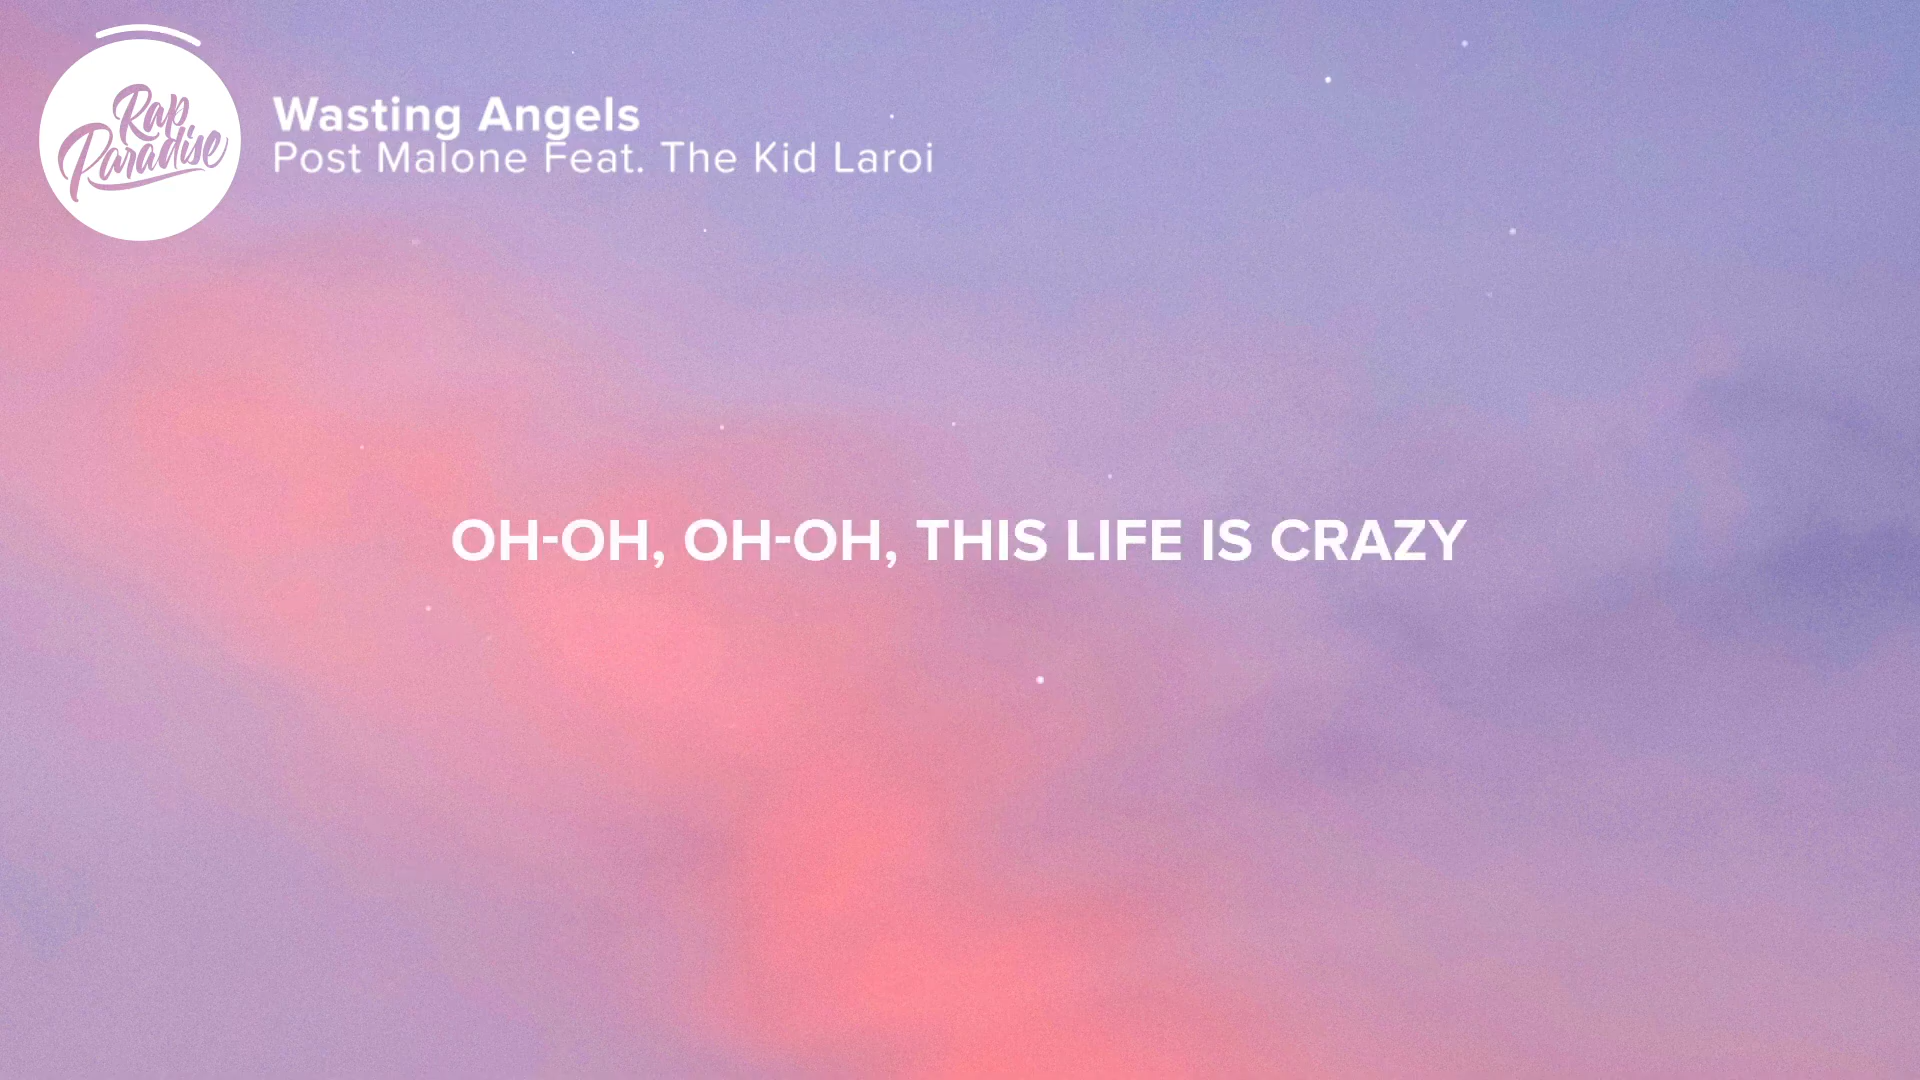 Rap
Paradise
Wasting Angels
Post Malone Feat. The Kid Laroi
OH-OH, OH-OH, THIS LIFE IS CRAZY